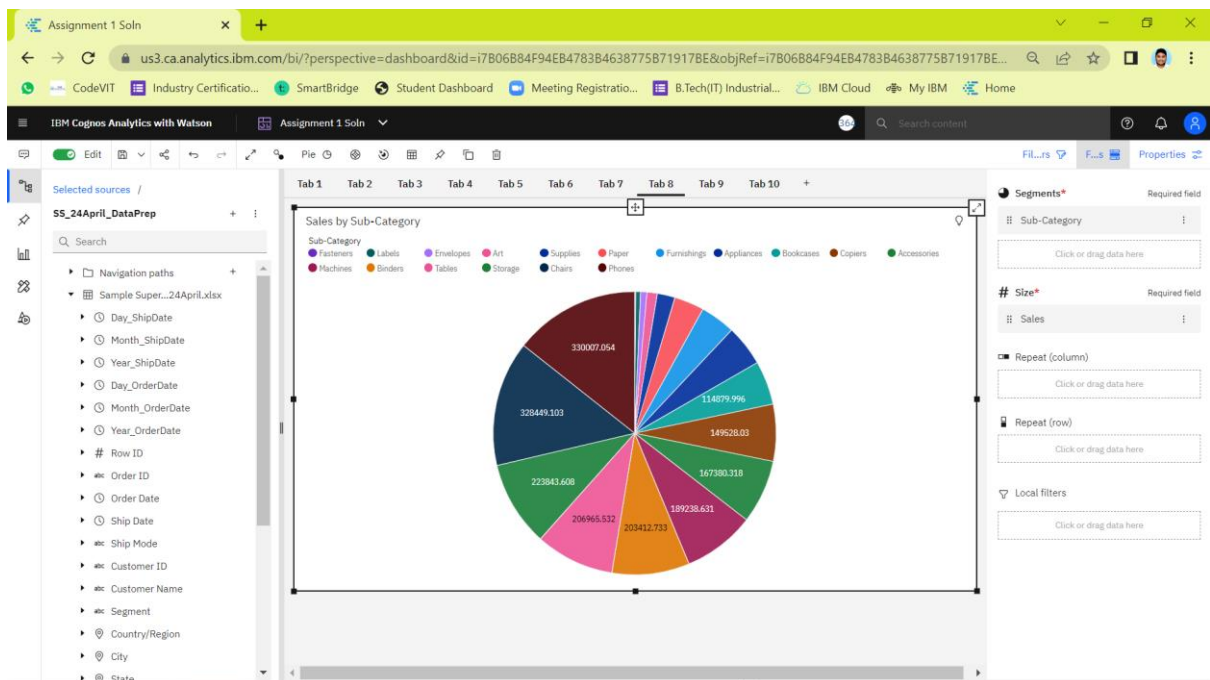 Assignment 1 Soln
us3.ca.analytics.ibm.com/bi/?perspective=dashboard&id=i7B06B84F94EB4783B4638775B71917BE&objRef=i7B06B84F94EB4783B4638775B71917BE...
CodeVIT Industry Certificatio... SmartBridge Student Dashboard Meeting Registratio... B.Tech(IT) Industrial... IBM Cloud My IBM Home
IBM Cognos Analytics with Watson Assignment 1 Soln 364 Search content
Edit Pie Fil...rs F...s Properties
Selected sources /
SS_24April_DataPrep
Search
Navigation paths
Sample Super...24April.xlsx
Day_ShipDate
Month_ShipDate
Year_ShipDate
Day_OrderDate
Month_OrderDate
Year_OrderDate
# Row ID
abc Order ID
Order Date
Ship Date
abc Ship Mode
abc Customer ID
abc Customer Name
abc Segment
Country/Region
City
State
Tab 1 Tab 2 Tab 3 Tab 4 Tab 5 Tab 6 Tab 7 Tab 8 Tab 9 Tab 10 +
Sales by Sub-Category
Sub-Category
Fasteners Labels Envelopes Art Supplies Paper Furnishings Appliances Bookcases Copiers Accessories
Machines Binders Tables Storage Chairs Phones
330007.054
114879.996
328449.103
149528.03
167380.318
223843.608
189238.631
206965.532
203412.733
Segments* Required field
Sub-Category
Click or drag data here
# Size* Required field
Sales
Repeat (column)
Click or drag data here
Repeat (row)
Click or drag data here
Local filters
Click or drag data here